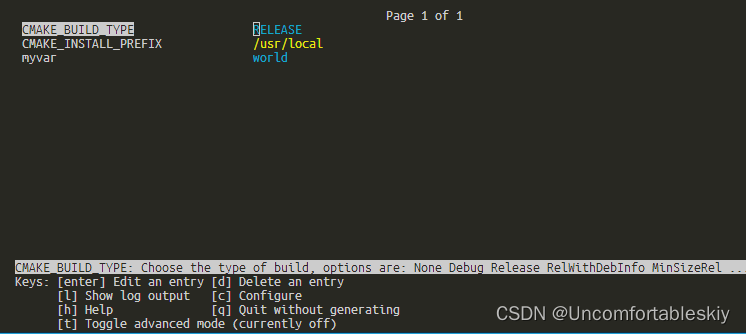 Page 1 of 1
CMAKE_BUILD_TYPE RELEASE
CMAKE_INSTALL_PREFIX /usr/local
myvar world
CMAKE_BUILD_TYPE: Choose the type of build, options are: None Debug Release RelWithDebInfo MinSizeRel ...
Keys: [enter] Edit an entry [d] Delete an entry
[l] Show log output [c] Configure
[h] Help [q] Quit without generating
[t] Toggle advanced mode (currently off)
CSDN @Uncomfortableskiy